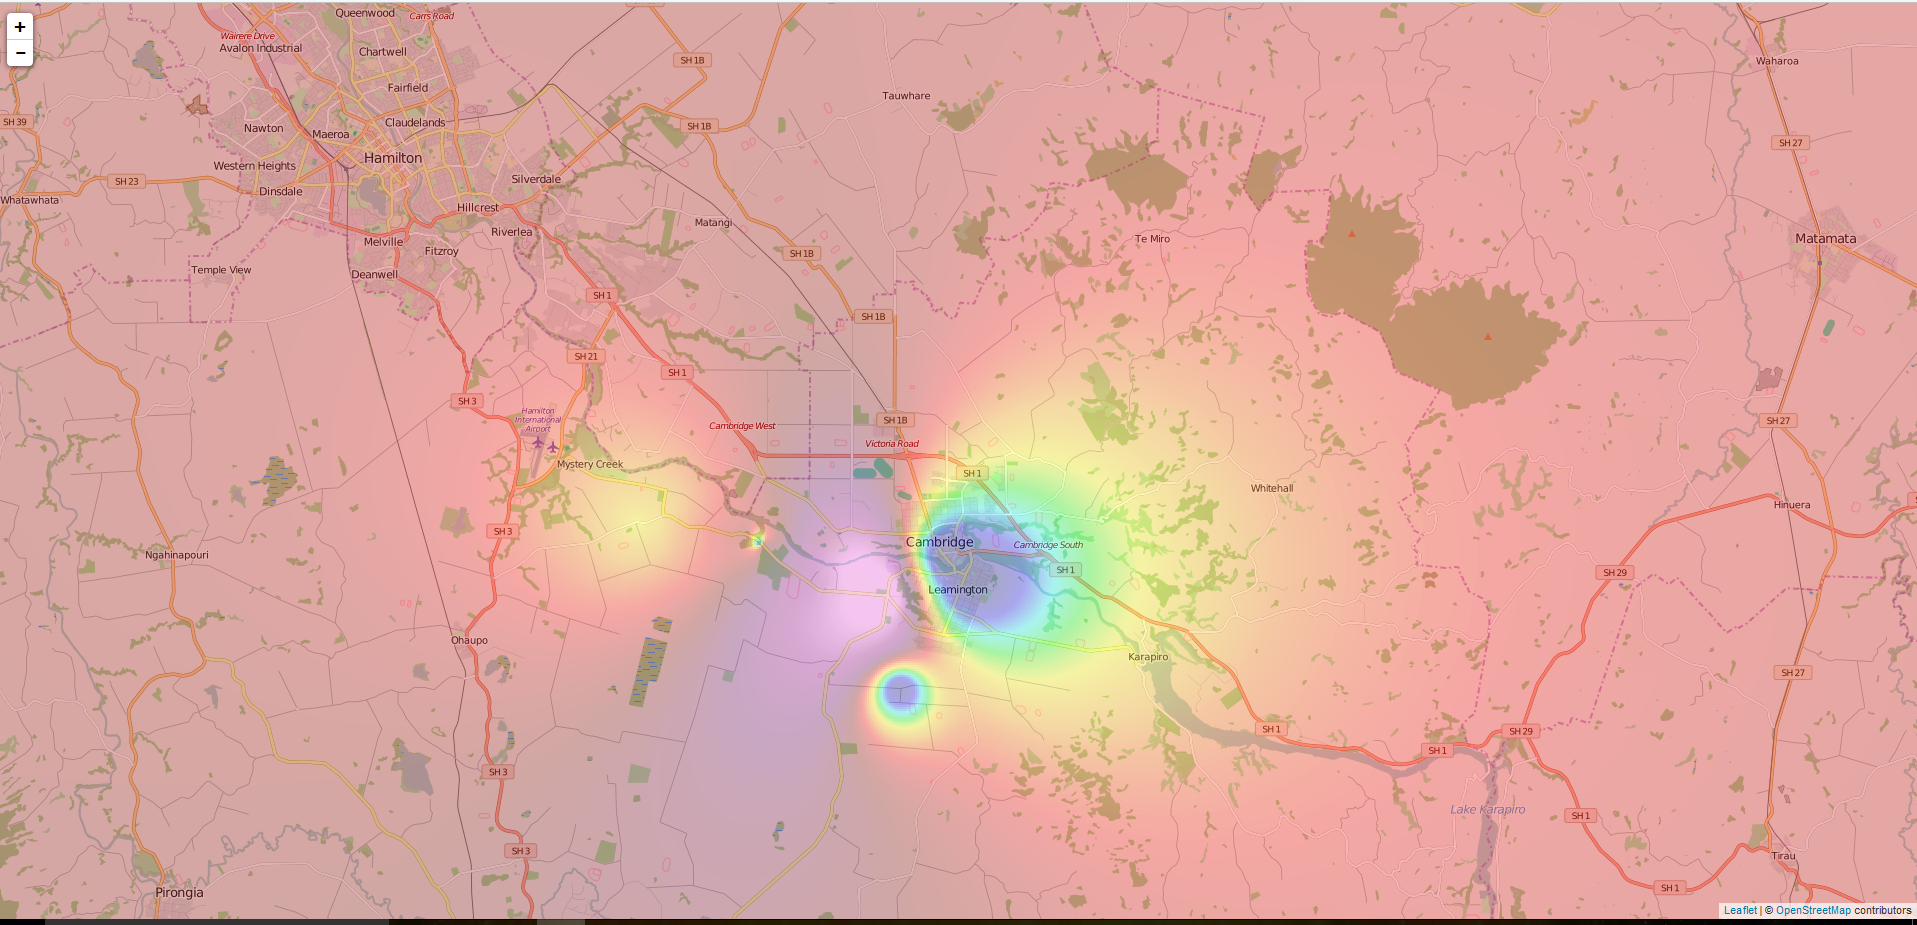 +
−
Queenwood
Carrs Road
Wairere Drive
Avalon Industrial
Chartwell
SH 1B
Waharoa
Fairfield
Tauwhare
SH 39
Nawton
Maeroa
Claudelands
SH 1B
SH 27
Western Heights
Hamilton
SH 23
Dinsdale
Silverdale
Whatawhata
Hillcrest
Matangi
Riverlea
Melville
Fitzroy
SH 1B
Te Miro
Matamata
Temple View
Deanwell
SH 1
SH 1B
SH 21
SH 1
SH 3
Hamilton
International
Airport
Cambridge West
SH 1B
SH 27
Victoria Road
Mystery Creek
SH 1
Whitehall
Hinuera
S
SH 3
Cambridge
Cambridge South
Ngahinapouri
SH 1
SH 29
Leamington
Ohaupo
Karapiro
SH 27
SH 1
SH 29
SH 1
SH 3
Lake Karapiro
SH 1
SH 3
Tirau
Pirongia
SH 1
Leaflet | © OpenStreetMap contributors